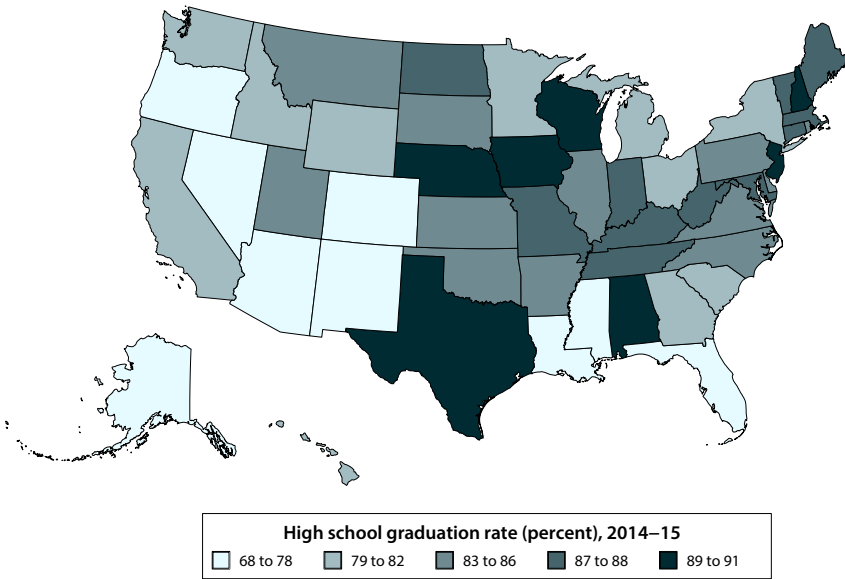 High school graduation rate (percent), 2014–15
68 to 78 79 to 82 83 to 86 87 to 88 89 to 91